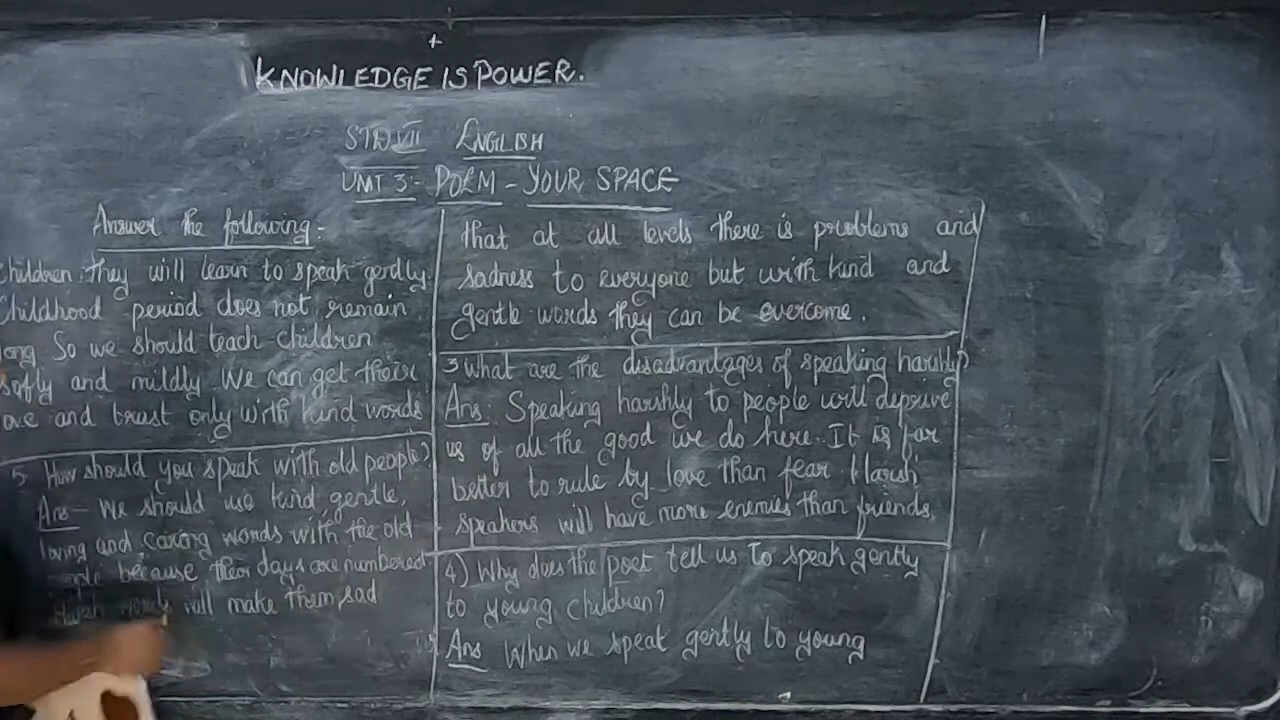 KNOWLEDGE IS POWER.
STD VII ENGLISH
UNIT 3:- POEM - YOUR SPACE
Answer the following:-
Children. They will learn to speak gently.
Childhood period does not remain
long So we should teach children
softly and mildly. We can get their
love and trust only with kind words
5 How should you speak with old people?
Ans - We should use kind, gentle,
loving and caring words with the old
people because their days are numbered
Harsh words will make them sad
that at all levels there is problems and
sadness to everyone but with kind and
gentle words they can be overcome.
3 What are the disadvantages of speaking harshly?
Ans: Speaking harshly to people will deprive
us of all the good we do here. It is far
better to rule by love than fear. Harsh
speakers will have more enemies than friends.
4) Why does the poet tell us to speak gently
to young children?
Ans When we speak gently to young